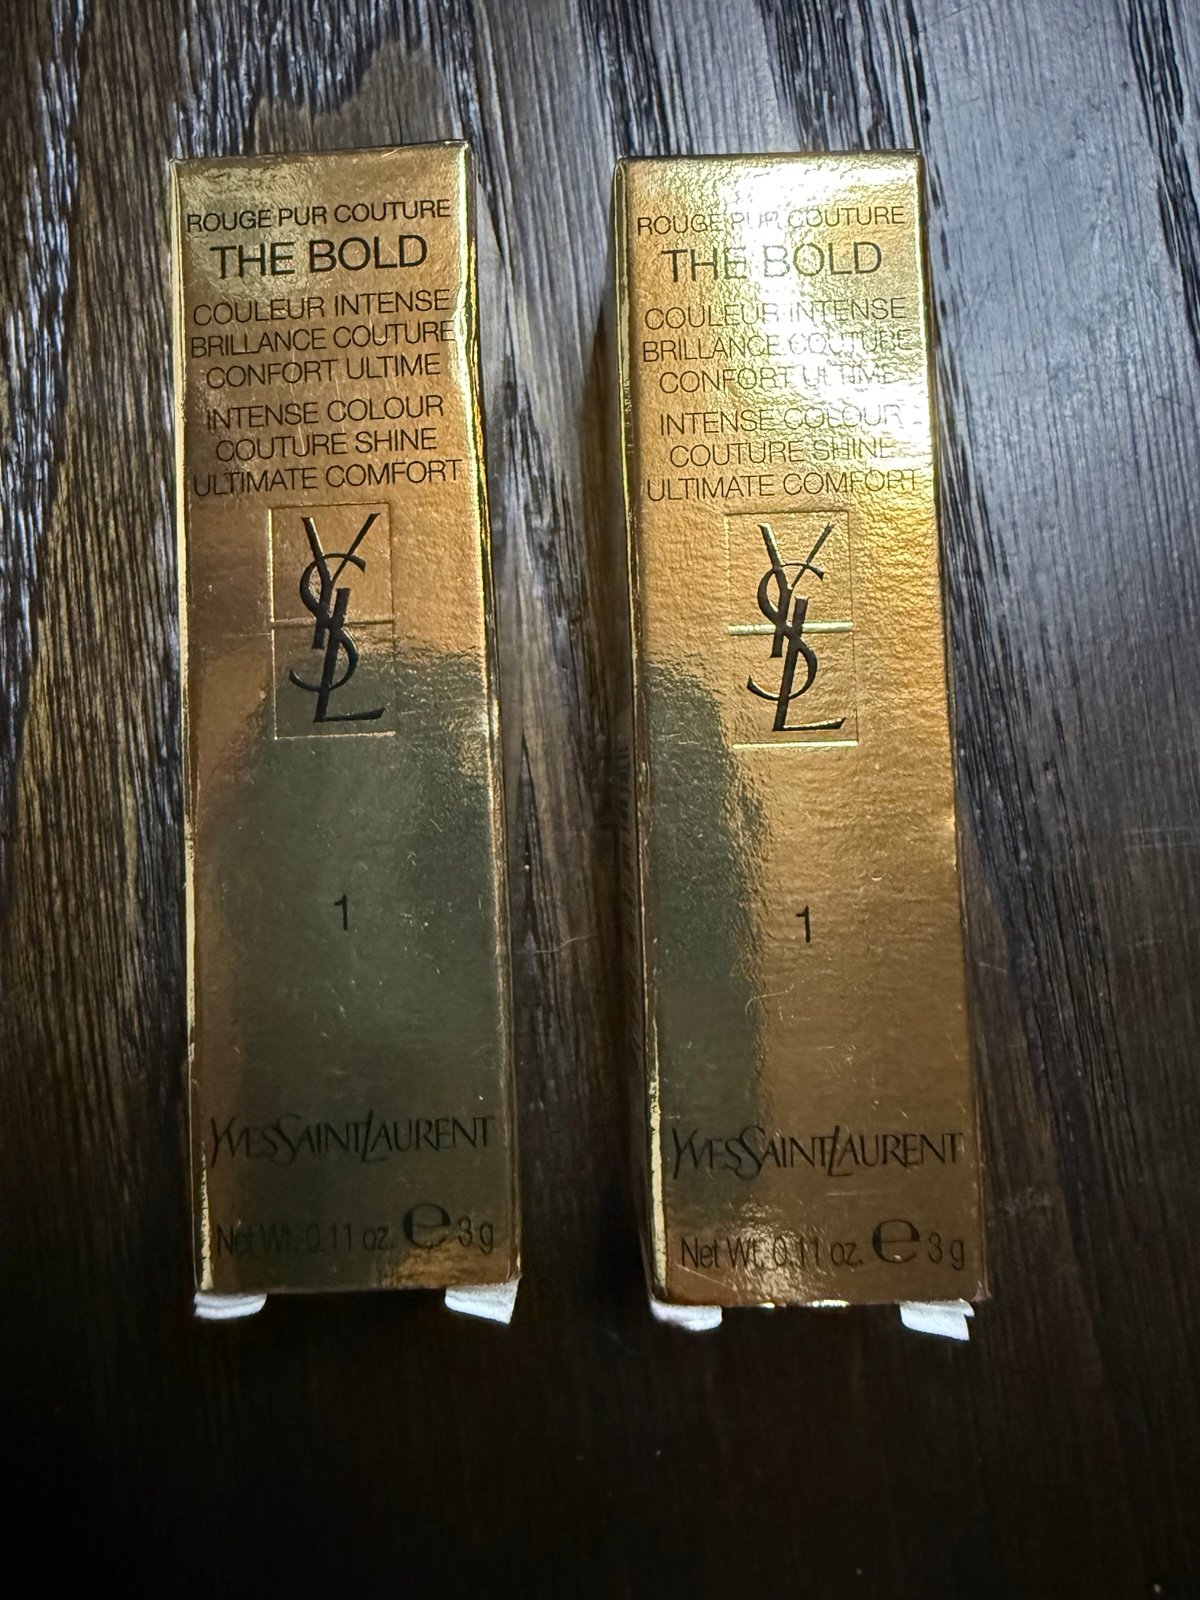 ROUGE PUR COUTURE
THE BOLD
COULEUR INTENSE
BRILLANCE COUTURE
CONFORT ULTIME
INTENSE COLOUR
COUTURE SHINE
ULTIMATE COMFORT
YSL
1
YVESSAINTLAURENT
Net Wt. 0.11 oz. ℮ 3 g
ROUGE PUR COUTURE
THE BOLD
COULEUR INTENSE
BRILLANCE COUTURE
CONFORT ULTIME
INTENSE COLOUR
COUTURE SHINE
ULTIMATE COMFORT
YSL
1
YVESSAINTLAURENT
Net Wt. 0.11 oz. ℮ 3 g